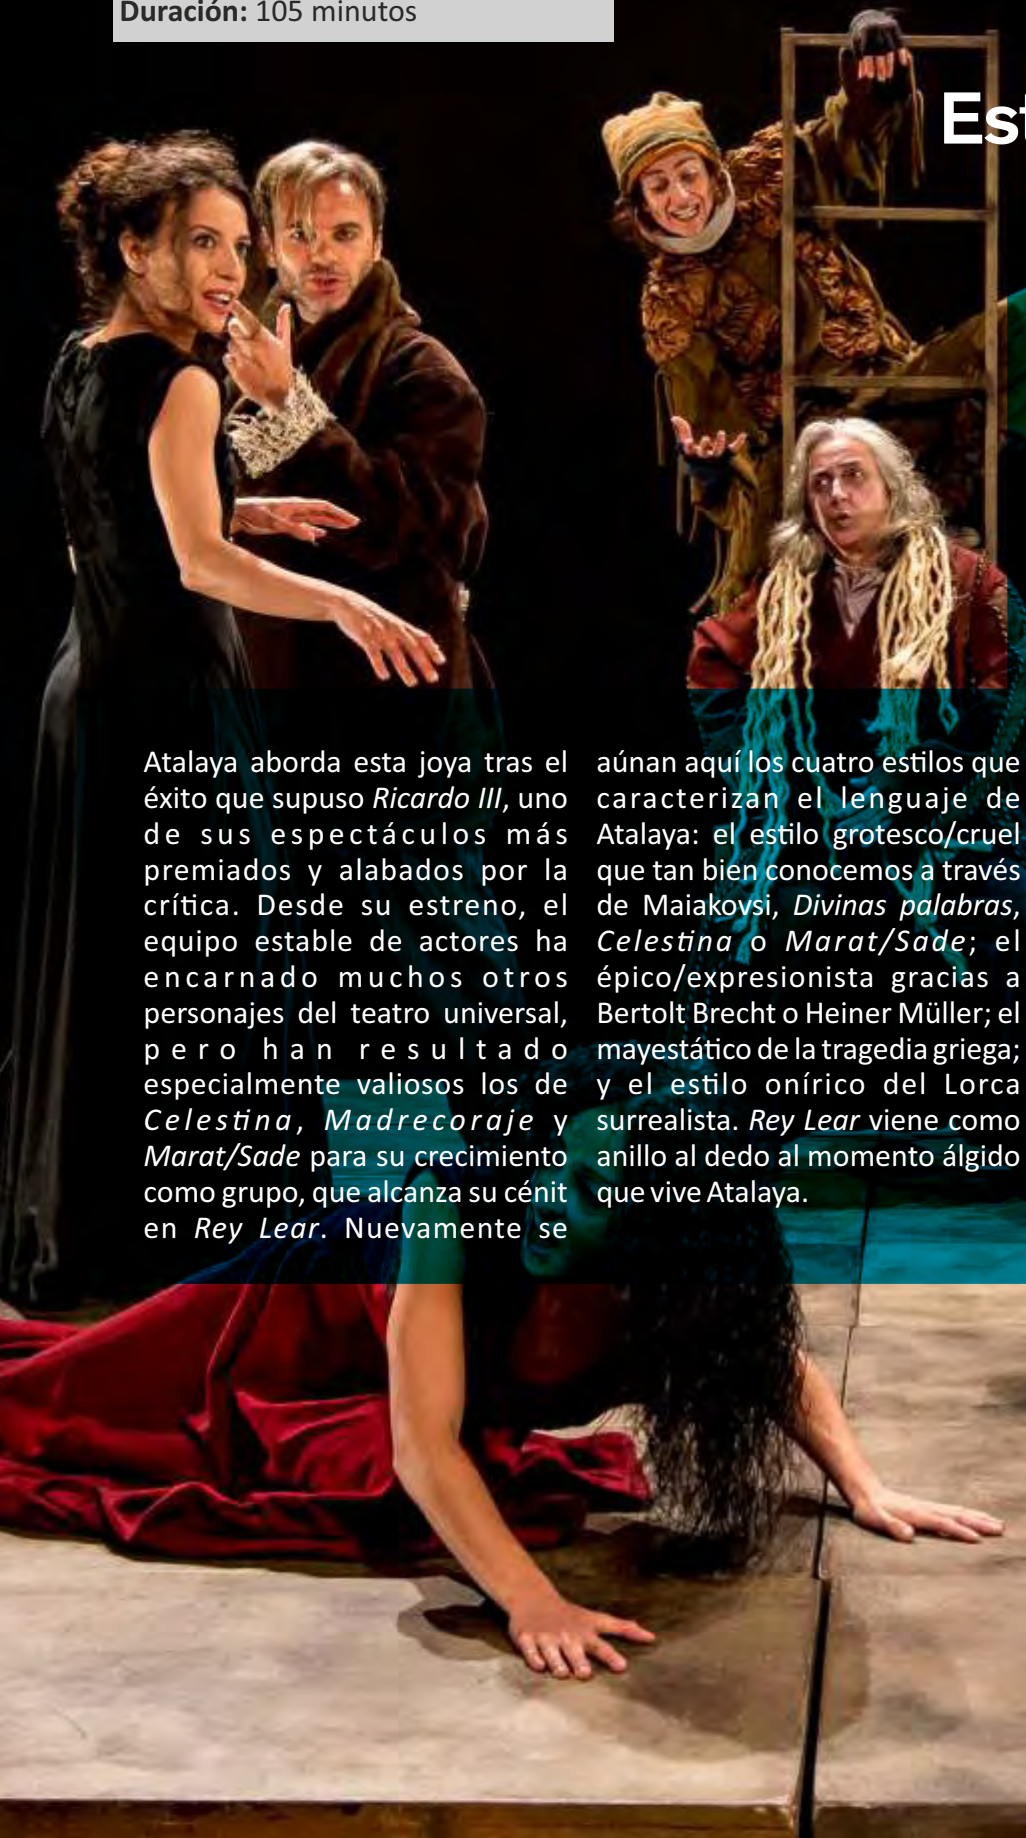 Duración: 105 minutos
Est
Atalaya aborda esta joya tras el
éxito que supuso Ricardo III, uno
de sus espectáculos más
premiados y alabados por la
crítica. Desde su estreno, el
equipo estable de actores ha
encarnado muchos otros
personajes del teatro universal,
pero han resultado
especialmente valiosos los de
Celestina, Madrecoraje y
Marat/Sade para su crecimiento
como grupo, que alcanza su cénit
en Rey Lear. Nuevamente se
aúnan aquí los cuatro estilos que
caracterizan el lenguaje de
Atalaya: el estilo grotesco/cruel
que tan bien conocemos a través
de Maiakovsi, Divinas palabras,
Celestina o Marat/Sade; el
épico/expresionista gracias a
Bertolt Brecht o Heiner Müller; el
mayestático de la tragedia griega;
y el estilo onírico del Lorca
surrealista. Rey Lear viene como
anillo al dedo al momento álgido
que vive Atalaya.